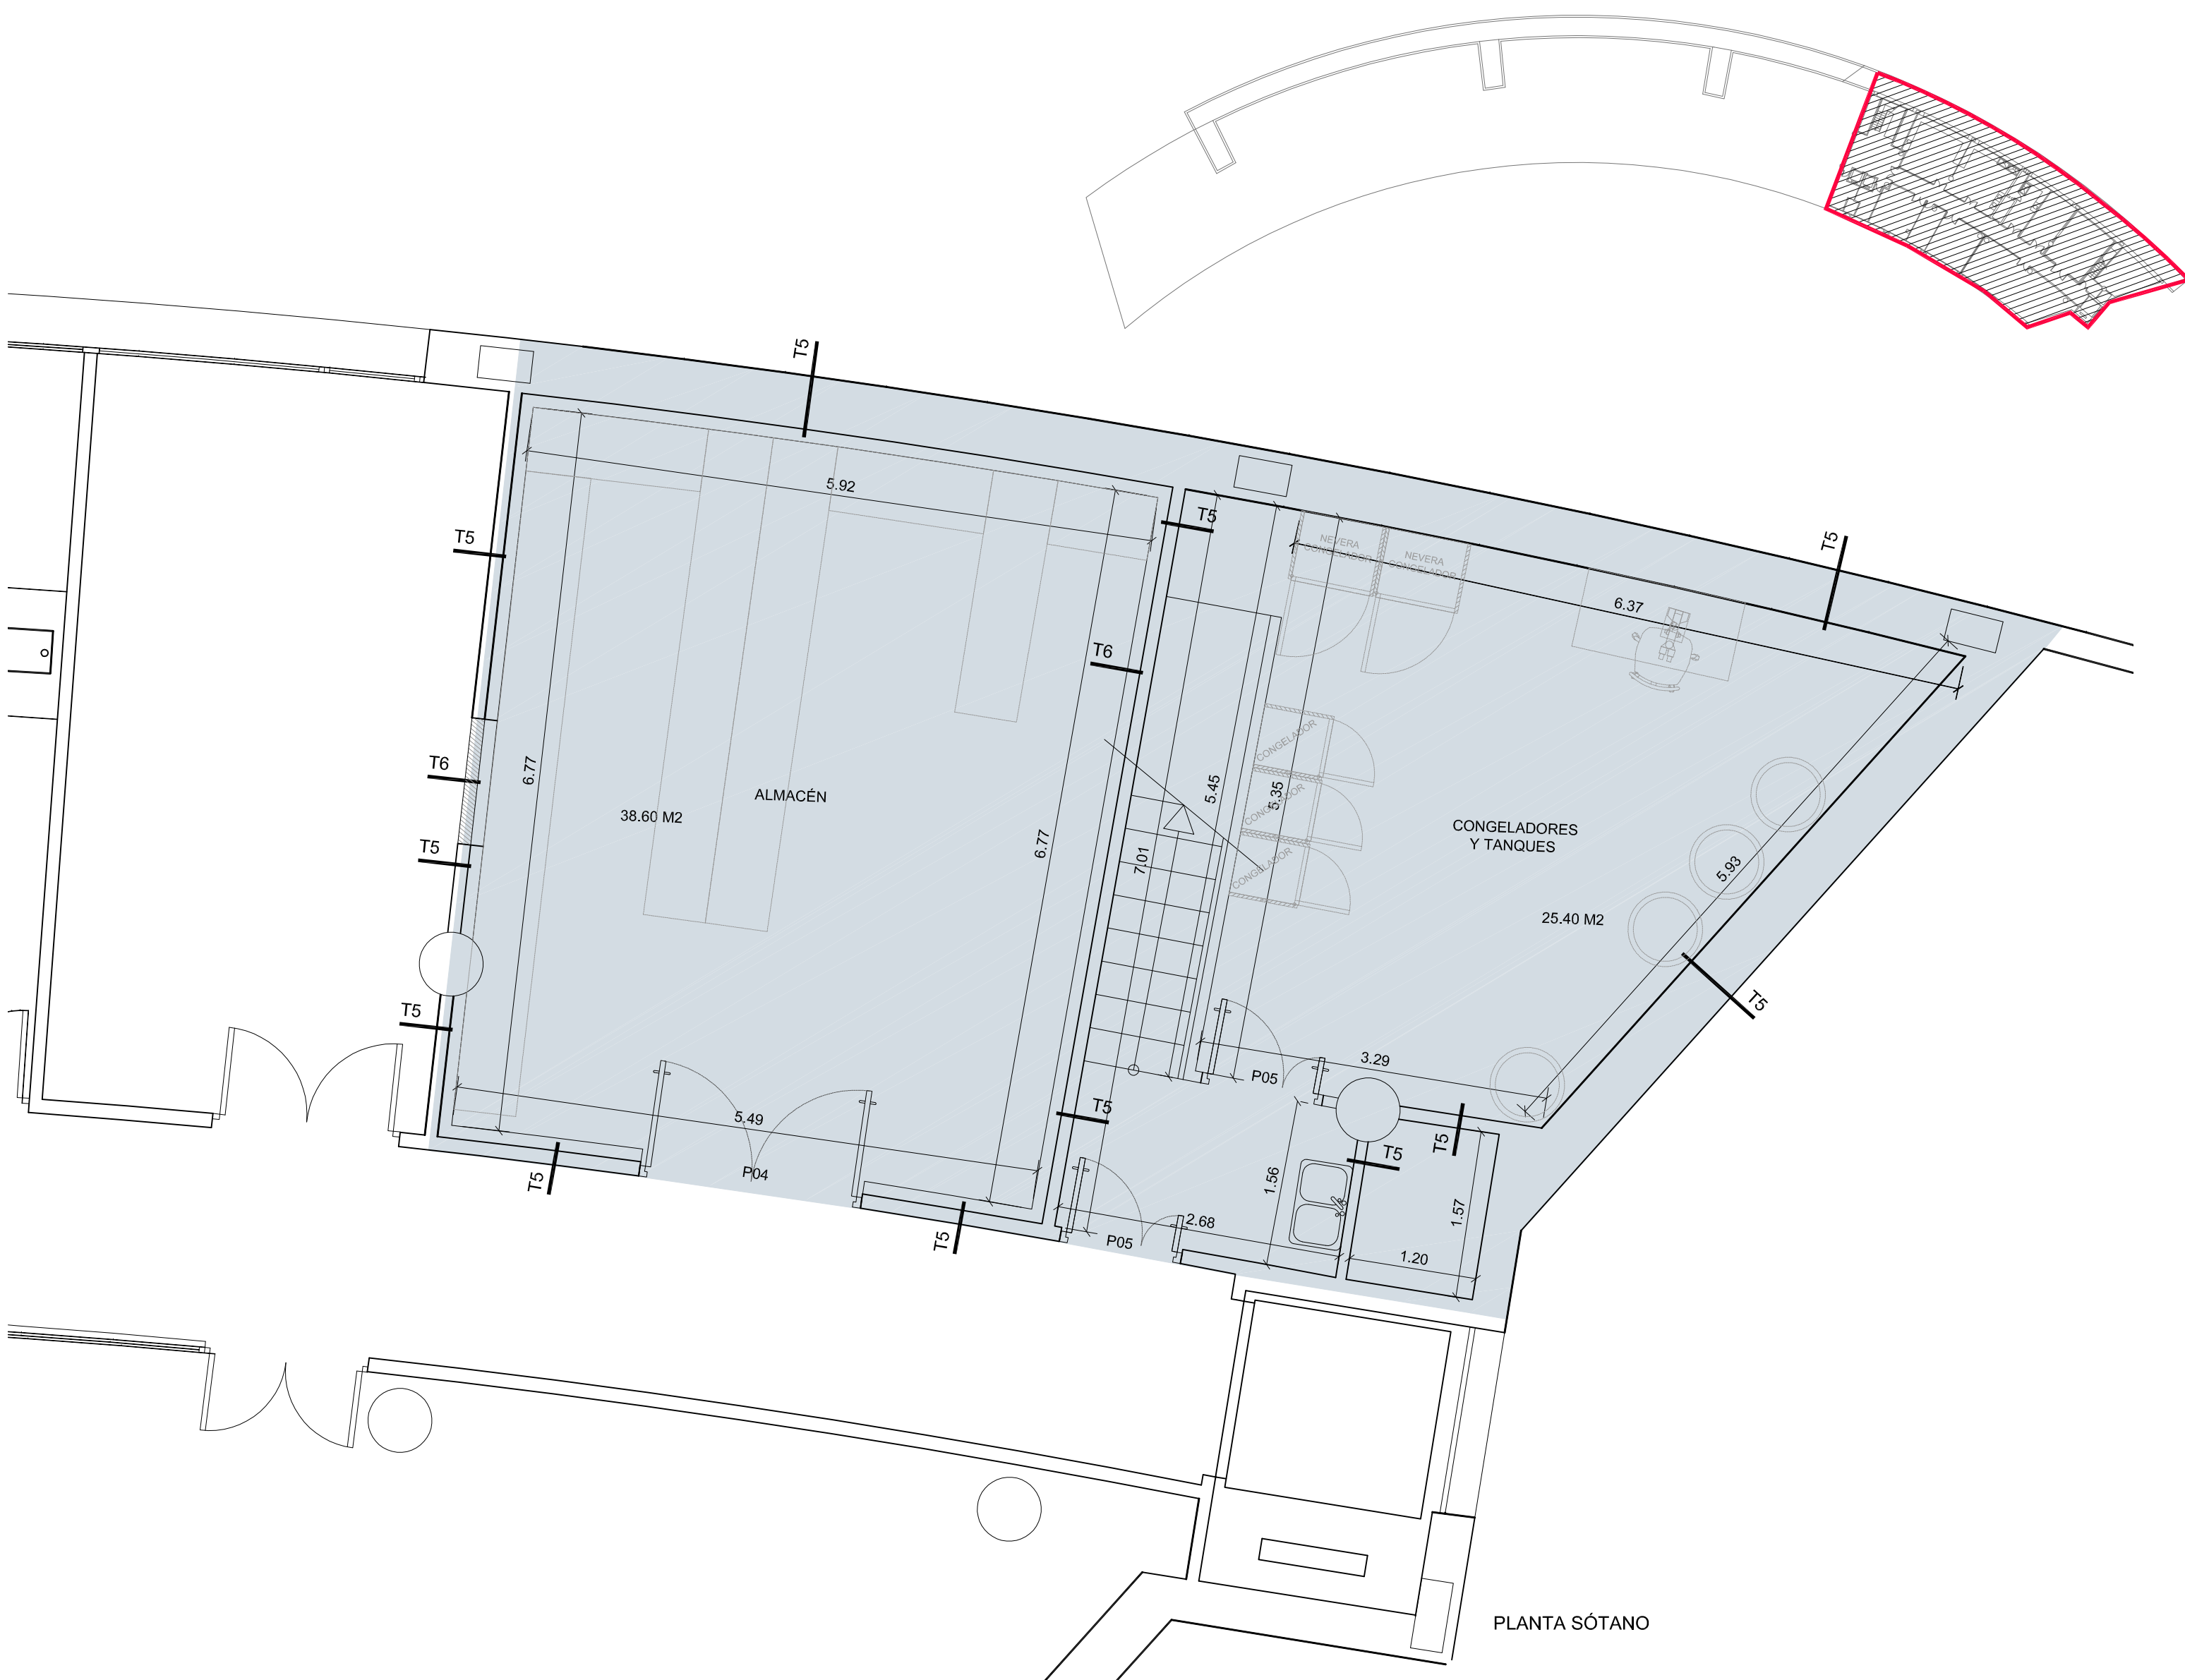 T5
5.92
T5
T5
NEVERA
CONGELADOR
NEVERA
CONGELADOR
T5
6.37
T6
CONGELADOR
T6
6.77
ALMACÉN
38.60 M2
5.45
5.35
CONGELADOR
CONGELADOR
CONGELADORES
Y TANQUES
T5
6.77
7.01
5.93
25.40 M2
T5
T5
5.49
P04
T5
T5
3.29
P05
T5
T5
T5
1.56
1.57
2.68
P05
1.20
T5
PLANTA SÓTANO